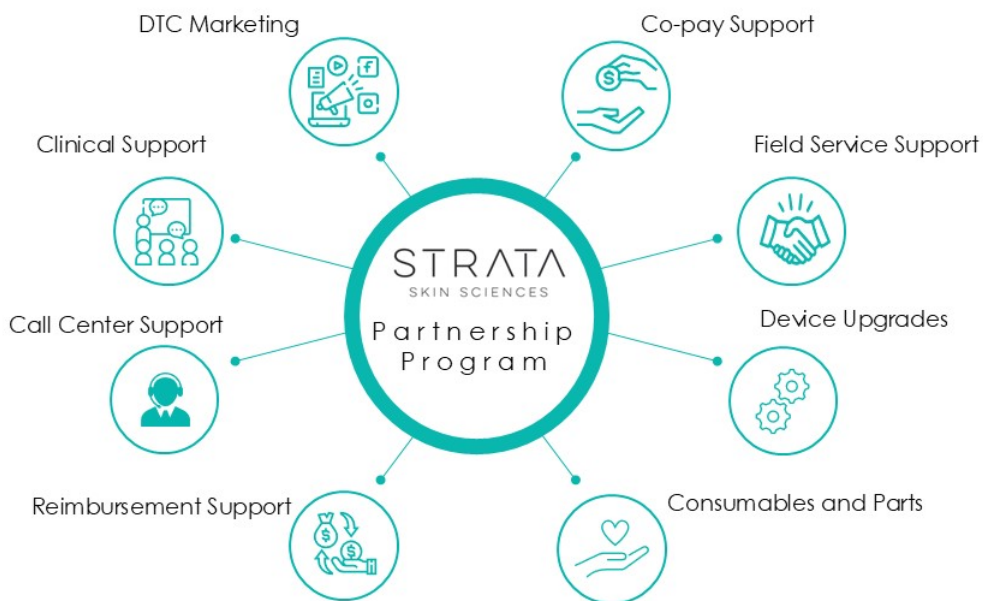 DTC Marketing
Co-pay Support
Clinical Support
Field Service Support
STRATA
SKIN SCIENCES
Partnership
Program
Call Center Support
Device Upgrades
Reimbursement Support
Consumables and Parts